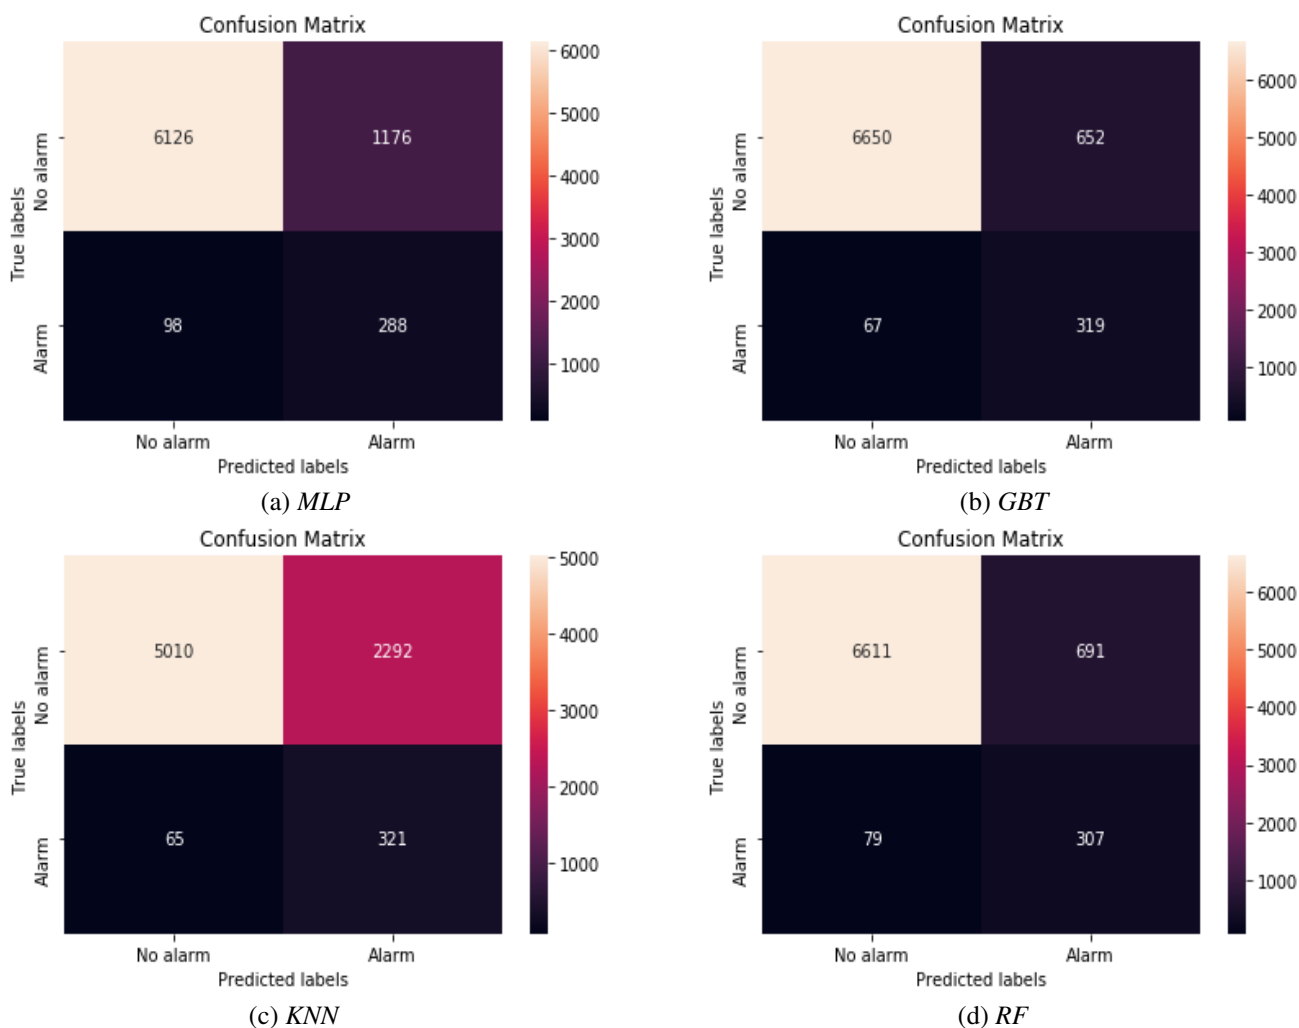 Confusion Matrix
True labels
No alarm
Alarm
6126
1176
98
288
No alarm
Alarm
Predicted labels
6000
5000
4000
3000
2000
1000
(a) MLP
Confusion Matrix
True labels
No alarm
Alarm
6650
652
67
319
No alarm
Alarm
Predicted labels
6000
5000
4000
3000
2000
1000
(b) GBT
Confusion Matrix
True labels
No alarm
Alarm
5010
2292
65
321
No alarm
Alarm
Predicted labels
5000
4000
3000
2000
1000
(c) KNN
Confusion Matrix
True labels
No alarm
Alarm
6611
691
79
307
No alarm
Alarm
Predicted labels
6000
5000
4000
3000
2000
1000
(d) RF